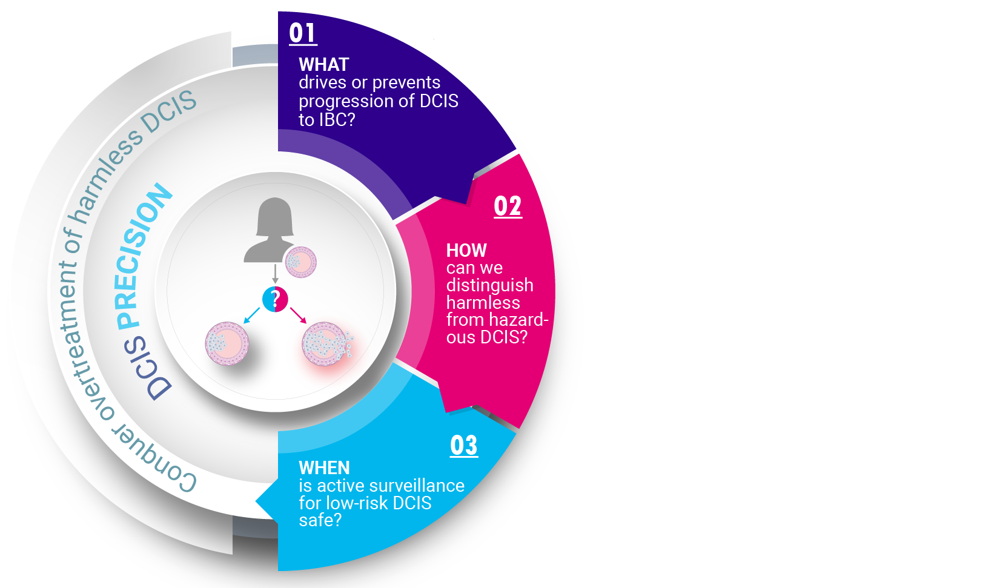 01
WHAT
drives or prevents
progression of DCIS
to IBC?
02
HOW
can we
distinguish
harmless
from hazard-
ous DCIS?
03
WHEN
is active surveillance
for low-risk DCIS
safe?
Conquer overtreatment of harmless DCIS
DCIS PRECISION
?